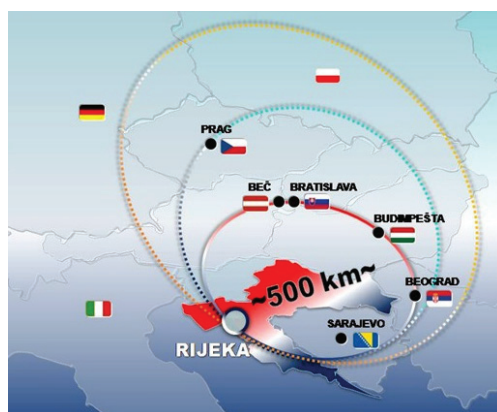 PRAG
BEČ
BRATISLAVA
BUDIMPEŠTA
~500 km~
BEOGRAD
SARAJEVO
RIJEKA